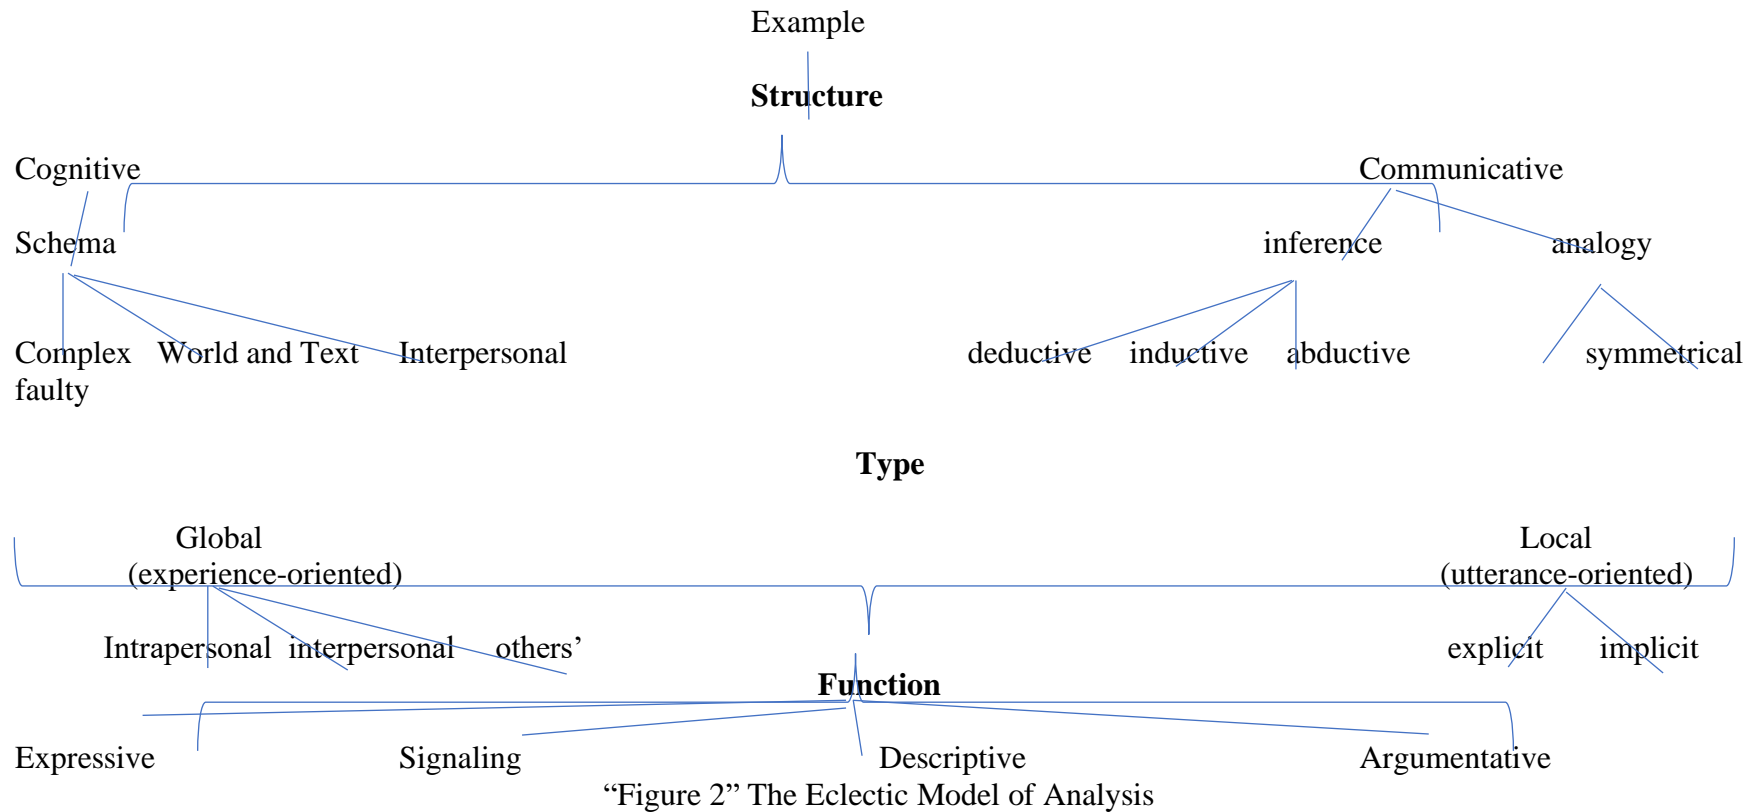 Example
Structure
Cognitive Communicative
Schema inference analogy
Complex World and Text Interpersonal deductive inductive abductive symmetrical
faulty
Type
Global Local
(experience-oriented) (utterance-oriented)
Intrapersonal interpersonal others’ explicit implicit
Function
Expressive Signaling Descriptive Argumentative
“Figure 2” The Eclectic Model of Analysis